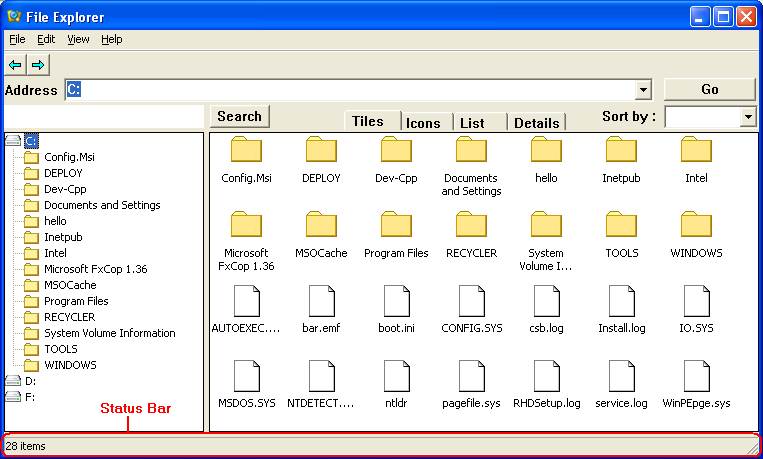 File Explorer
File Edit View Help
Address C: Go
Search Tiles Icons List Details Sort by :
C:
Config.Msi
DEPLOY
Dev-Cpp
Documents and Settings
hello
Inetpub
Intel
Microsoft FxCop 1.36
MSOCache
Program Files
RECYCLER
System Volume Information
TOOLS
WINDOWS
D:
F:
Config.Msi DEPLOY Dev-Cpp Documents and Settings hello Inetpub Intel
Microsoft FxCop 1.36 MSOCache Program Files RECYCLER System Volume I... TOOLS WINDOWS
AUTOEXEC.... bar.emf boot.ini CONFIG.SYS csb.log Install.log IO.SYS
MSDOS.SYS NTDETECT.... ntldr pagefile.sys RHDSetup.log service.log WinPEpge.sys
Status Bar
28 items